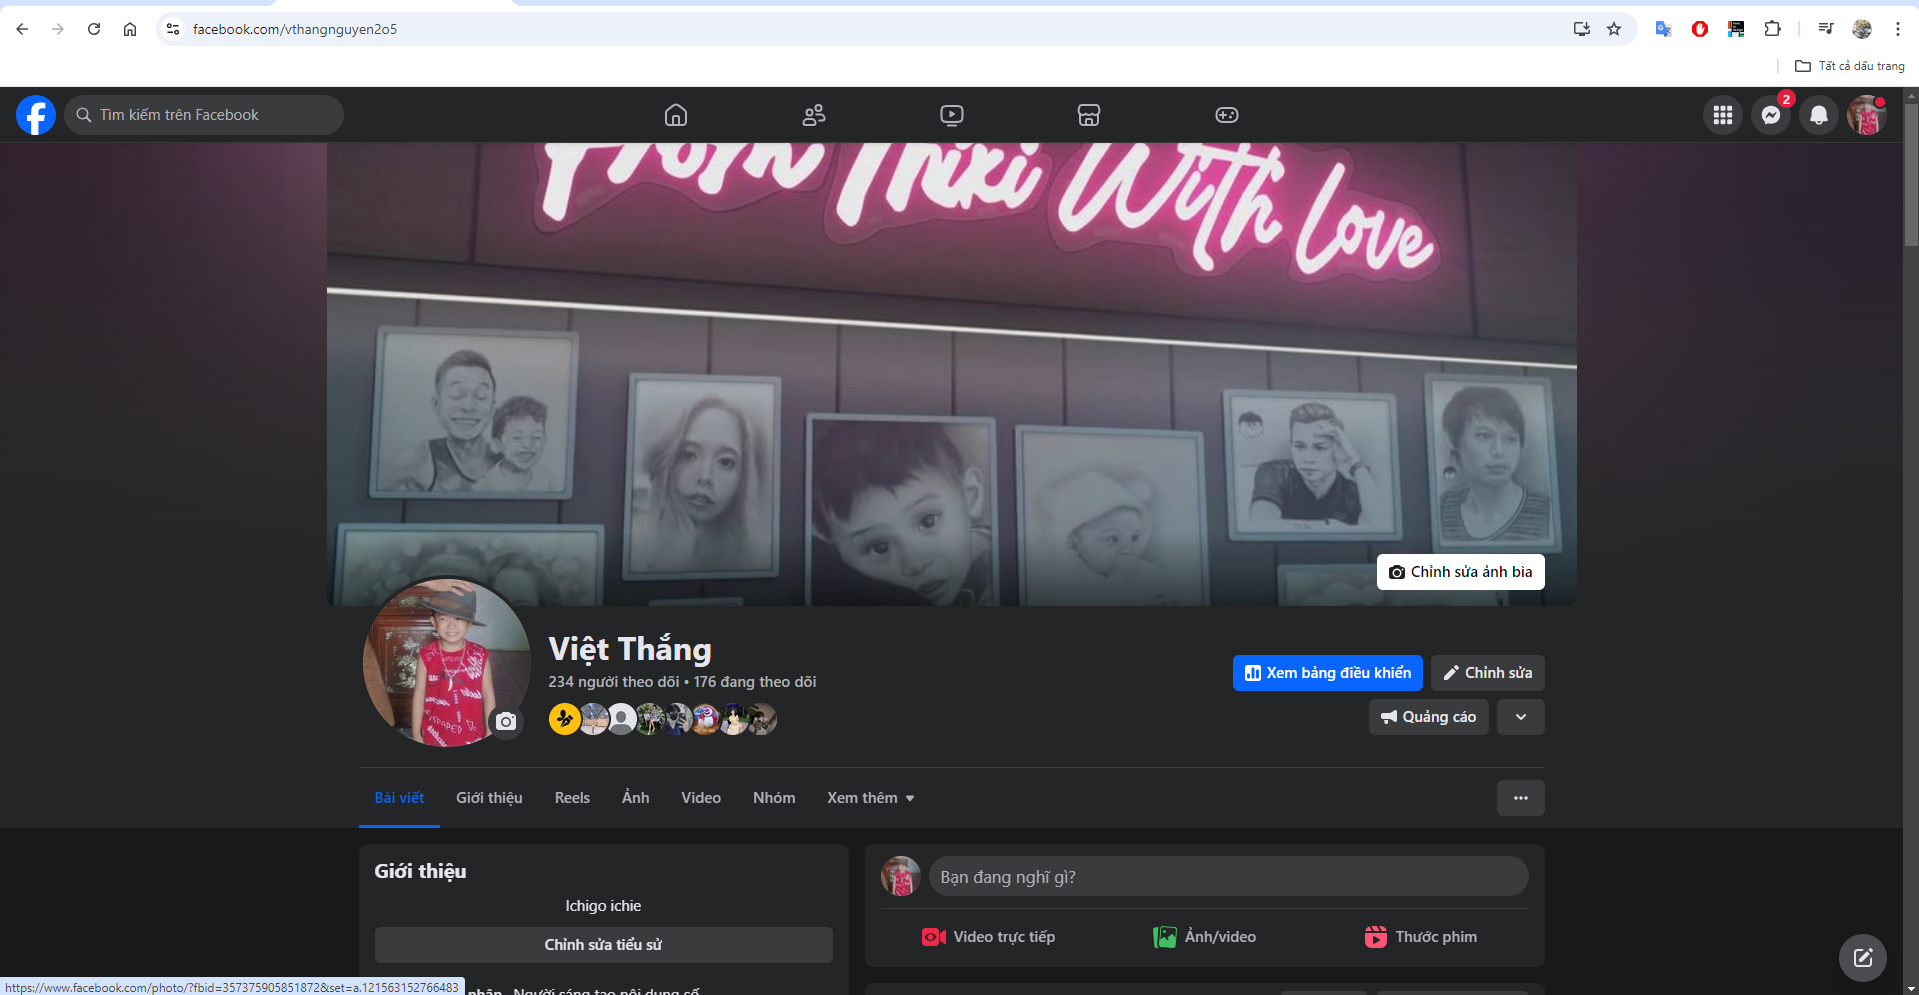 facebook.com/vthangnguyen2o5
Tất cả dấu trang
Tìm kiếm trên Facebook
2
From Thixi With Love
Chỉnh sửa ảnh bìa
Việt Thắng
234 người theo dõi • 176 đang theo dõi
Xem bảng điều khiển
Chỉnh sửa
Quảng cáo
Bài viết Giới thiệu Reels Ảnh Video Nhóm Xem thêm
Giới thiệu
Ichigo ichie
Chỉnh sửa tiểu sử
Bạn đang nghĩ gì?
Video trực tiếp Ảnh/video Thước phim
nhân · Người sáng tạo nội dung số
https://www.facebook.com/photo/?fbid=357375905851872&set=a.121563152766483